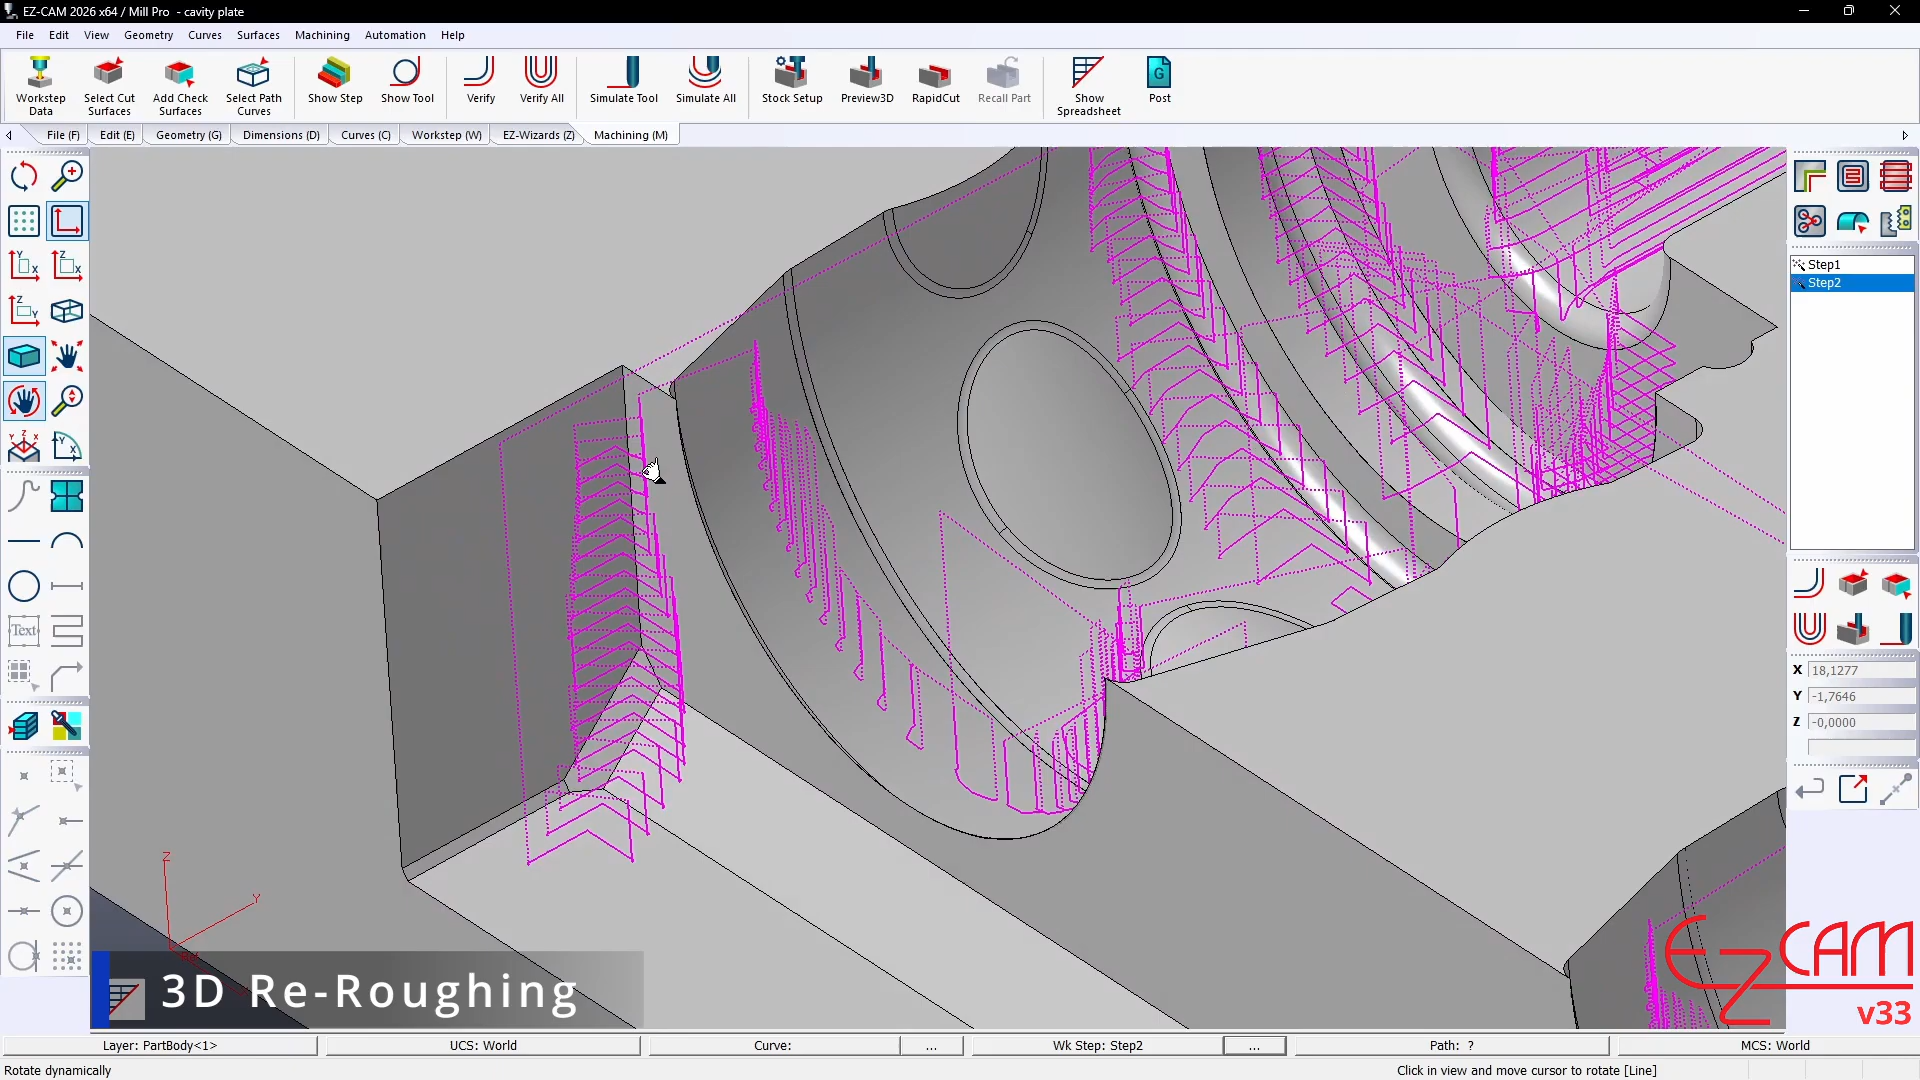 EZ-CAM 2026 x64 / Mill Pro - cavity plate
File Edit View Geometry Curves Surfaces Machining Automation Help
Workstep Data
Select Cut Surfaces
Add Check Surfaces
Select Path Curves
Show Step
Show Tool
Verify
Verify All
Simulate Tool
Simulate All
Stock Setup
Preview3D
RapidCut
Recall Part
Show Spreadsheet
G
Post
File (F) Edit (E) Geometry (G) Dimensions (D) Curves (C) Workstep (W) EZ-Wizards (Z) Machining (M)
Step1
Step2
Text
X 18,1277
Y -1,7646
Z -0,0000
Z
Y
3D Re-Roughing
EZCAM
v33
Layer: PartBody<1> UCS: World Curve: ... Wk Step: Step2 ... Path: ? MCS: World
Rotate dynamically Click in view and move cursor to rotate [Line]